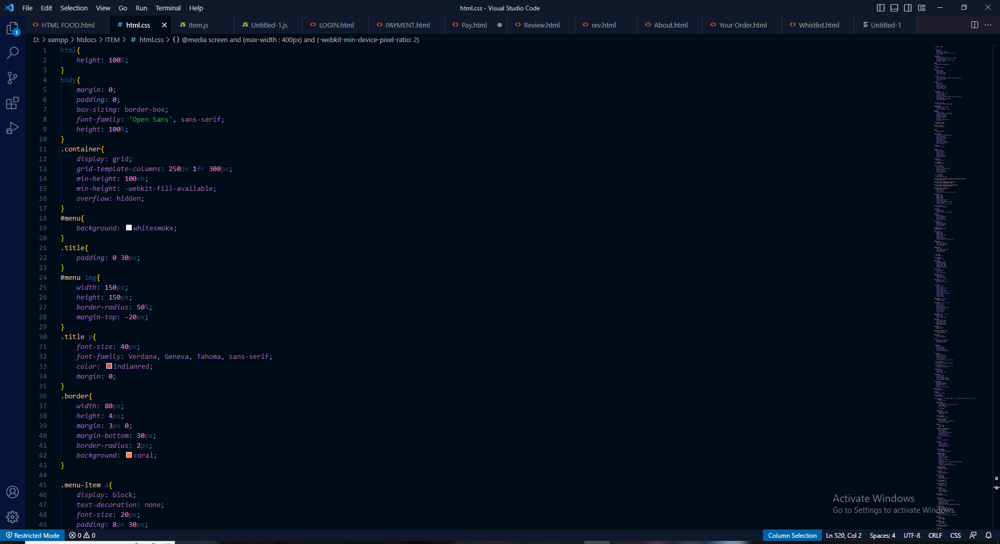 File Edit Selection View Go Run Terminal Help
html.css - Visual Studio Code
HTML FOOD.html # html.css JS Item.js JS Untitled-1.js LOGIN.html PAYMENT.html Pay.html Review.html rev.html About.html Your Order.html Whistlist.html Untitled-1
D: > xampp > htdocs > ITEM > # html.css > {} @media screen and (max-width : 400px) and (-webkit-min-device-pixel-ratio: 2)
1 html{
2 height: 100%;
3 }
4 body{
5 margin: 0;
6 padding: 0;
7 box-sizing: border-box;
8 font-family: 'Open Sans', sans-serif;
9 height: 100%;
10 }
11 .container{
12 display: grid;
13 grid-template-columns: 250px 1fr 300px;
14 min-height: 100vh;
15 min-height: -webkit-fill-available;
16 overflow: hidden;
17 }
18 #menu{
19 background: whitesmoke;
20 }
21 .title{
22 padding: 0 30px;
23 }
24 #menu img{
25 width: 150px;
26 height: 150px;
27 border-radius: 50%;
28 margin-top: -20px;
29 }
30 .title p{
31 font-size: 40px;
32 font-family: Verdana, Geneva, Tahoma, sans-serif;
33 color: indianred;
34 margin: 0;
35 }
36 .border{
37 width: 80px;
38 height: 4px;
39 margin: 3px 0;
40 margin-bottom: 30px;
41 border-radius: 2px;
42 background: coral;
43 }
44
45 .menu-item a{
46 display: block;
47 text-decoration: none;
48 font-size: 20px;
49 padding: 8px 30px;
1
Activate Windows
Go to Settings to activate Windows.
Restricted Mode 0 0 Column Selection Ln 520, Col 2 Spaces: 4 UTF-8 CRLF CSS